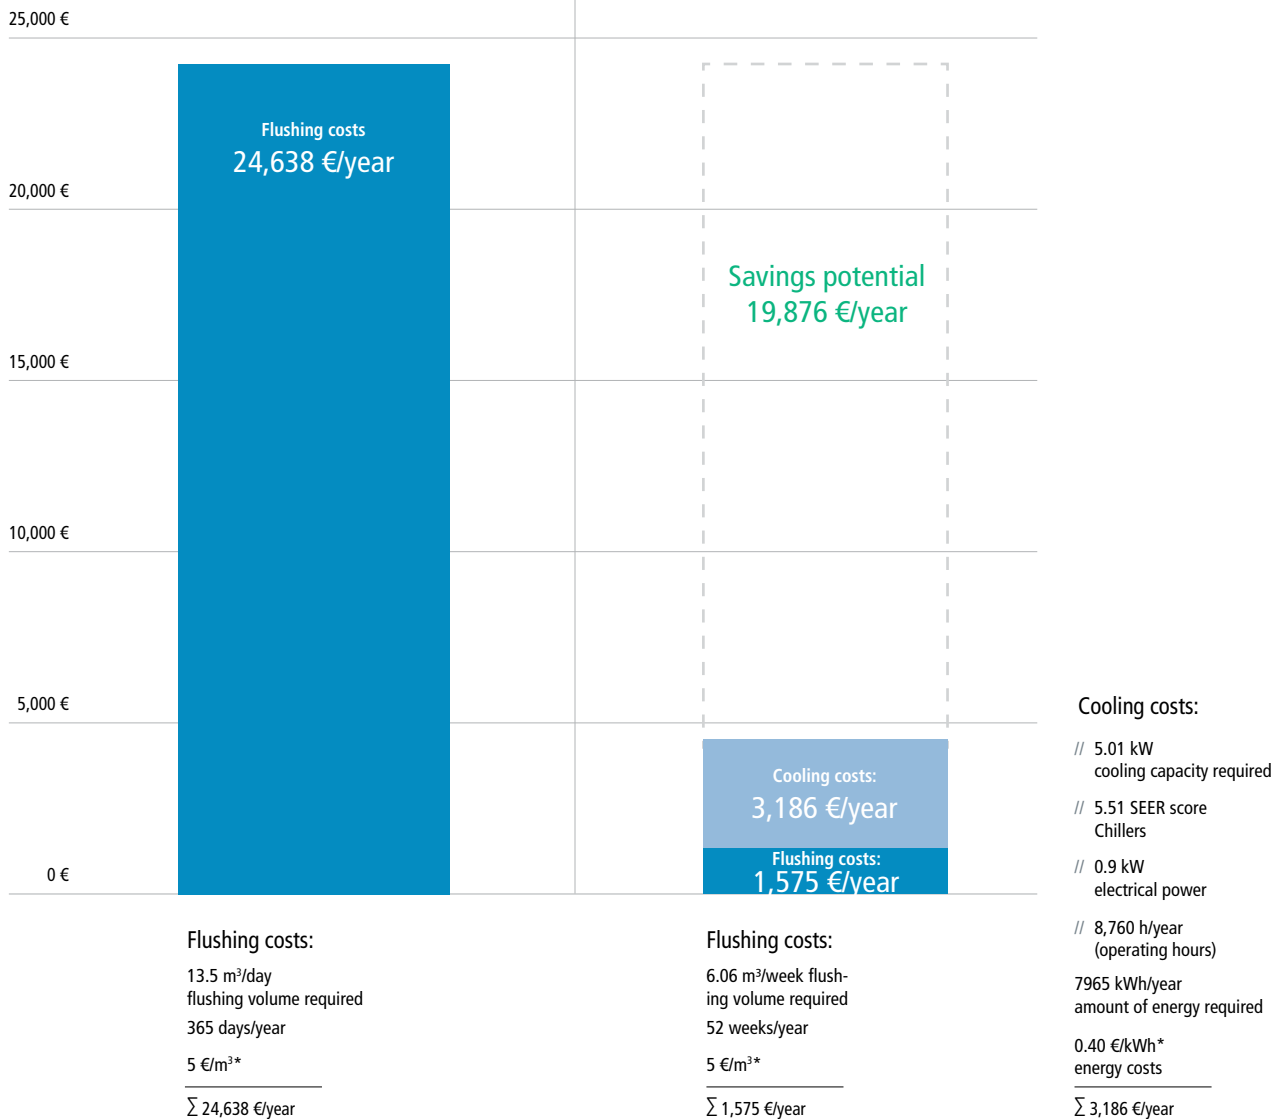 25,000 €
20,000 €
15,000 €
10,000 €
5,000 €
0 €
Flushing costs
24,638 €/year
Savings potential
19,876 €/year
Cooling costs:
3,186 €/year
Flushing costs:
1,575 €/year
Flushing costs:
13.5 m³/day
flushing volume required
365 days/year
5 €/m³*
∑ 24,638 €/year
Flushing costs:
6.06 m³/week flush-
ing volume required
52 weeks/year
5 €/m³*
∑ 1,575 €/year
Cooling costs:
// 5.01 kW
cooling capacity required
// 5.51 SEER score
Chillers
// 0.9 kW
electrical power
// 8,760 h/year
(operating hours)
7965 kWh/year
amount of energy required
0.40 €/kWh*
energy costs
∑ 3,186 €/year